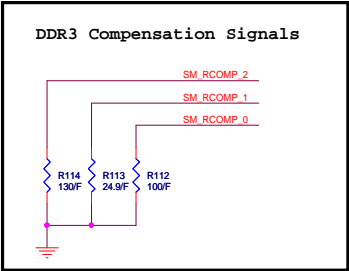 DDR3 Compensation Signals
SM_RCOMP_2
SM_RCOMP_1
SM_RCOMP_0
R114 R113 R112
130/F 24.9/F 100/F